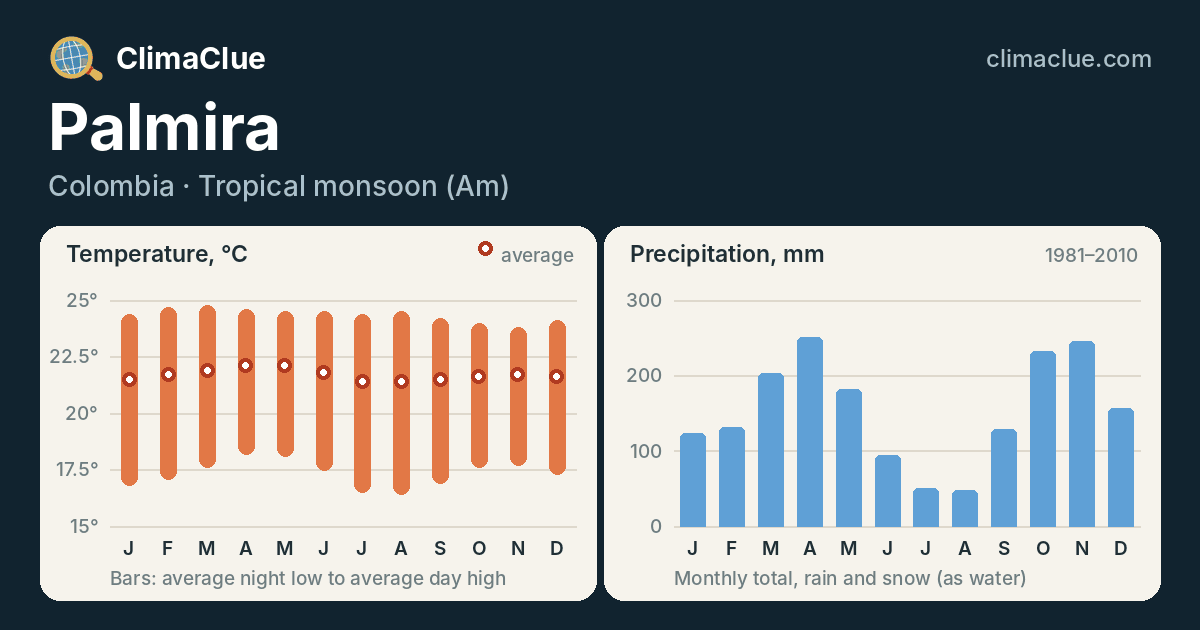 ClimaClue
climaclue.com
Palmira
Colombia · Tropical monsoon (Am)
Temperature, °C
average
25°
22.5°
20°
17.5°
15°
J F M A M J J A S O N D
Bars: average night low to average day high
Precipitation, mm
1981–2010
300
200
100
0
J F M A M J J A S O N D
Monthly total, rain and snow (as water)